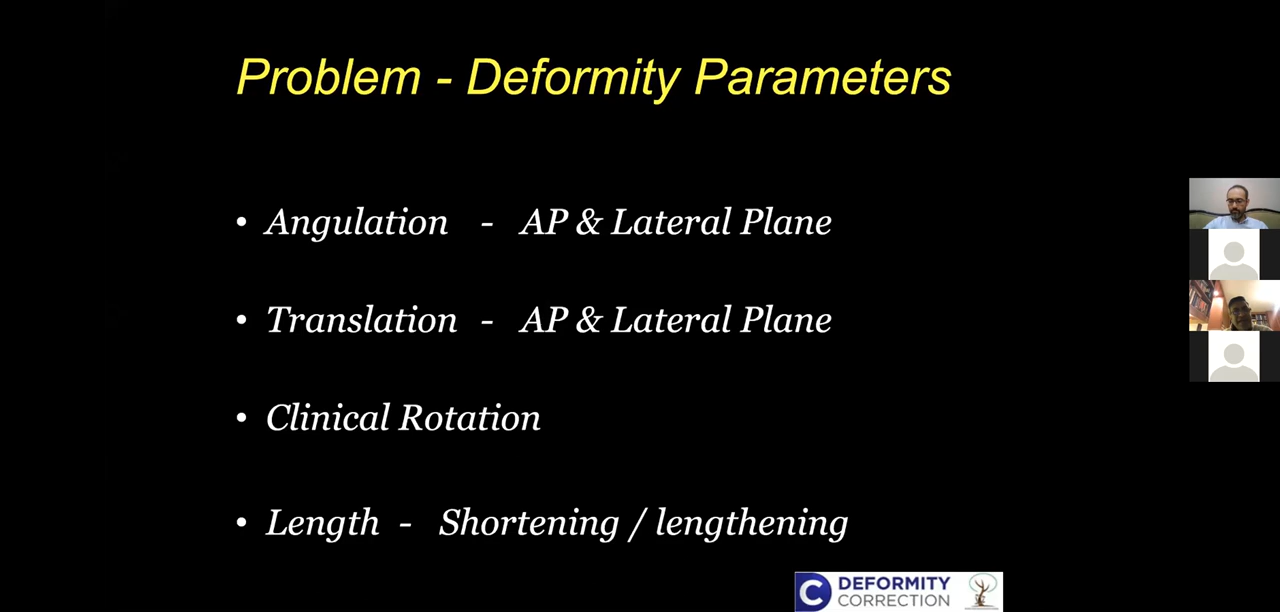 Problem - Deformity Parameters
• Angulation - AP & Lateral Plane
• Translation - AP & Lateral Plane
• Clinical Rotation
• Length - Shortening / lengthening
C DEFORMITY
CORRECTION